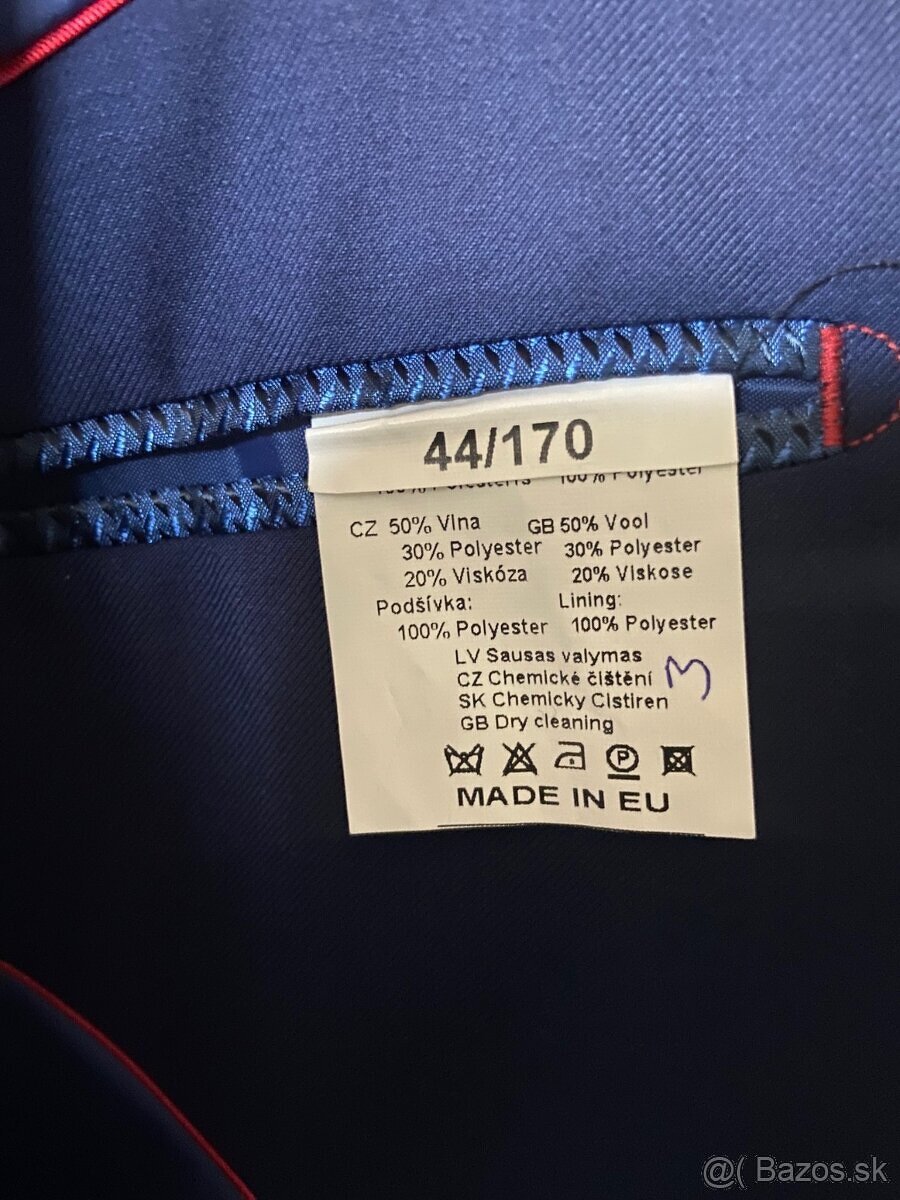 44/170
100% Polyester
CZ 50% Vlna GB 50% Vool
30% Polyester 30% Polyester
20% Viskóza 20% Viskose
Podšívka: Lining:
100% Polyester 100% Polyester
LV Sausas valymas
CZ Chemické čištění
SK Chemicky Cistiren
GB Dry cleaning
P
MADE IN EU
@( Bazos.sk